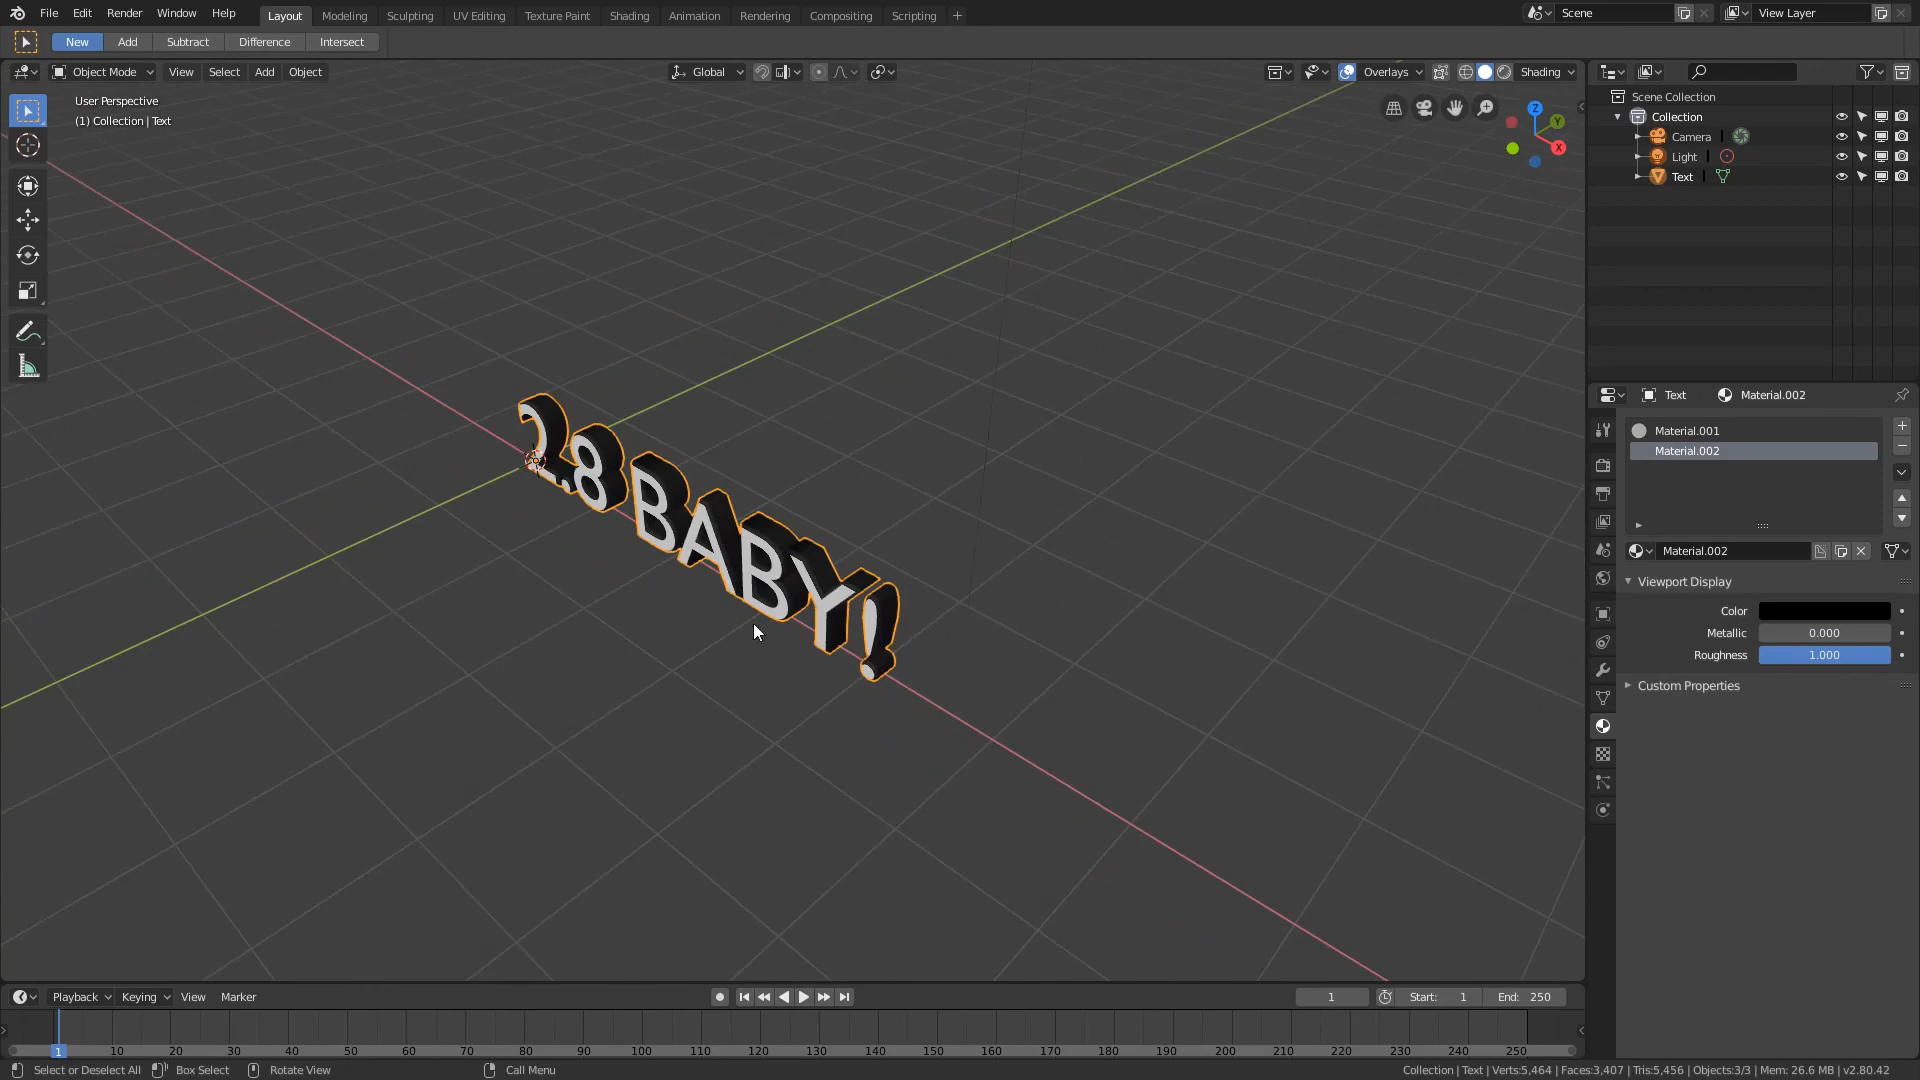 File Edit Render Window Help Layout Modeling Sculpting UV Editing Texture Paint Shading Animation Rendering Compositing Scripting + Scene View Layer
New Add Subtract Difference Intersect
Object Mode View Select Add Object Global Overlays Shading
User Perspective
(1) Collection | Text
Z
Y
X
Scene Collection
Collection
Camera
Light
Text
2.8 BABY!
Text Material.002
Material.001
Material.002
Material.002
Viewport Display
Color
Metallic 0.000
Roughness 1.000
Custom Properties
Playback Keying View Marker 1 Start: 1 End: 250
1 10 20 30 40 50 60 70 80 90 100 110 120 130 140 150 160 170 180 190 200 210 220 230 240 250
Select or Deselect All Box Select Rotate View Call Menu Collection | Text | Verts:5,464 | Faces:3,407 | Tris:5,456 | Objects:3/3 | Mem: 26.6 MB | v2.80.42